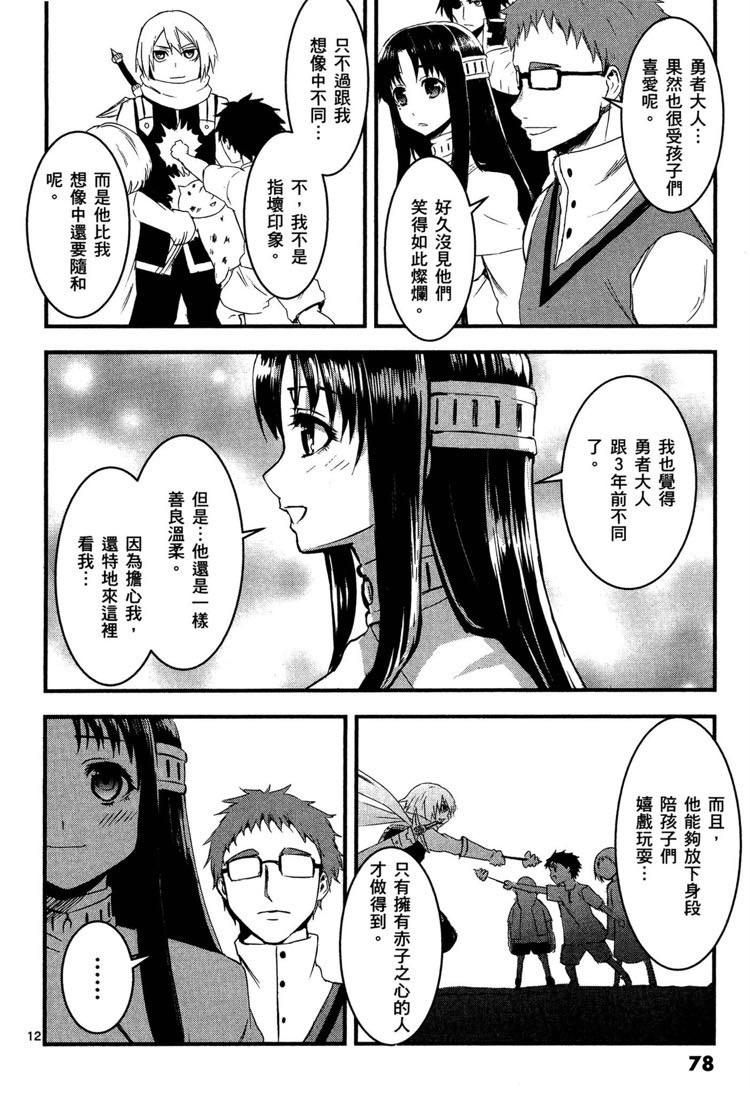 勇者大人…
果然也很受孩子們
喜愛呢。
好久沒見他們
笑得如此燦爛。
只不過跟我
想像中不同…
不，我不是
指壞印象。
而是他比我
想像中還要隨和
呢。
我也覺得
勇者大人
跟3年前不同
了。
但是…他還是一樣
善良溫柔。
因為擔心我，
還特地來這裡
看我…
而且，
他能夠放下身段
陪孩子們
嬉戲玩耍…
只有擁有赤子之心的人
才做得到。
……
12
78